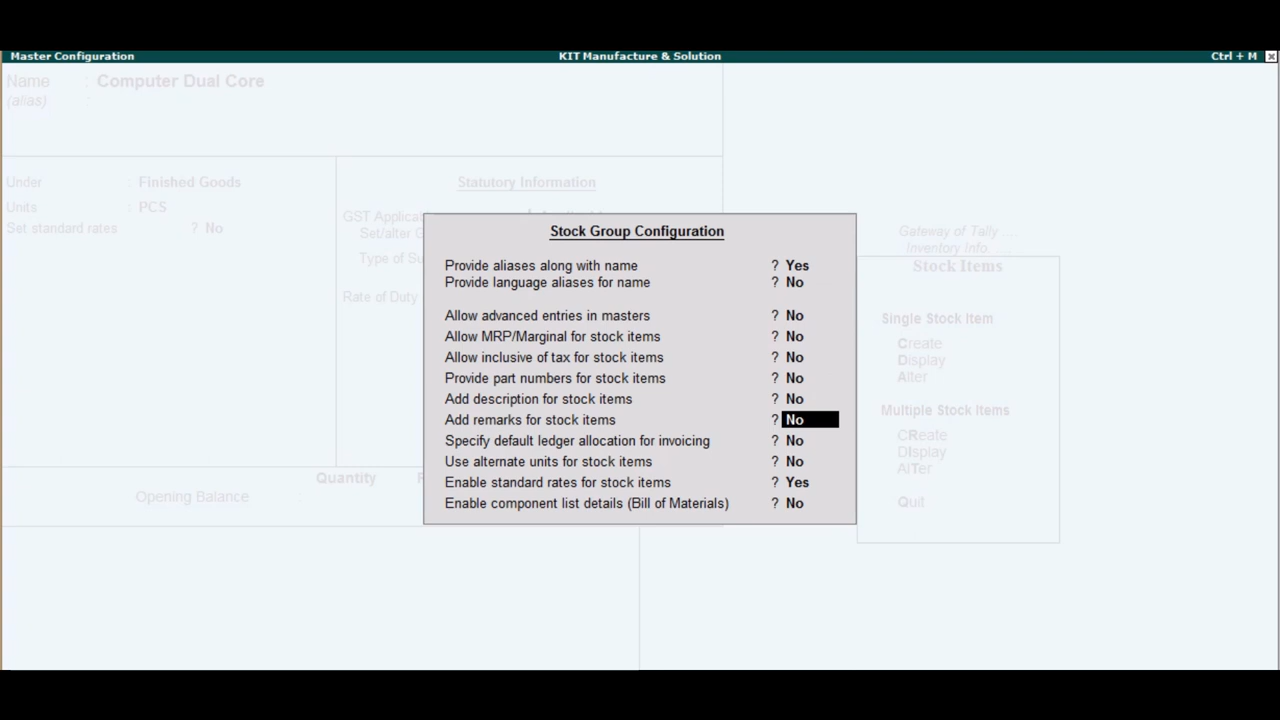 Master Configuration KIT Manufacture & Solution Ctrl + M
Name : Computer Dual Core
(alias) :
Under : Finished Goods
Units : PCS
Set standard rates ? No
Statutory Information
GST Applica
Set/alter G
Type of Su
Rate of Duty
Quantity
Opening Balance :
Stock Group Configuration
Provide aliases along with name ? Yes
Provide language aliases for name ? No
Allow advanced entries in masters ? No
Allow MRP/Marginal for stock items ? No
Allow inclusive of tax for stock items ? No
Provide part numbers for stock items ? No
Add description for stock items ? No
Add remarks for stock items ? No
Specify default ledger allocation for invoicing ? No
Use alternate units for stock items ? No
Enable standard rates for stock items ? Yes
Enable component list details (Bill of Materials) ? No
Gateway of Tally ....
Inventory Info. ....
Stock Items
Single Stock Item
Create
Display
Alter
Multiple Stock Items
CReate
DIsplay
AlTer
Quit